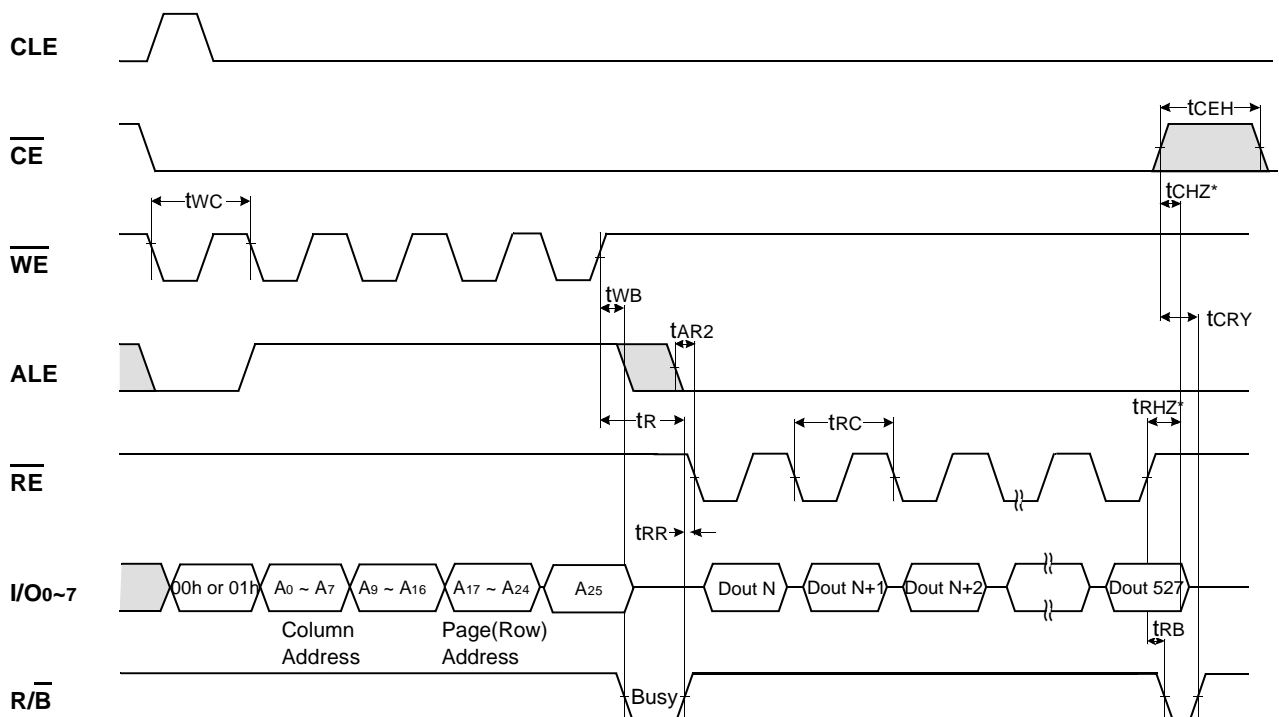 CLE
tCEH
CE
tCHZ*
tWC
WE
tWB
tCRY
tAR2
ALE
tRHZ*
tR
tRC
RE
tRR
I/O0~7
00h or 01h
A0 ~ A7
A9 ~ A16
A17 ~ A24
A25
Dout N
Dout N+1
Dout N+2
Dout 527
Column
Address
Page(Row)
Address
tRB
R/B
Busy